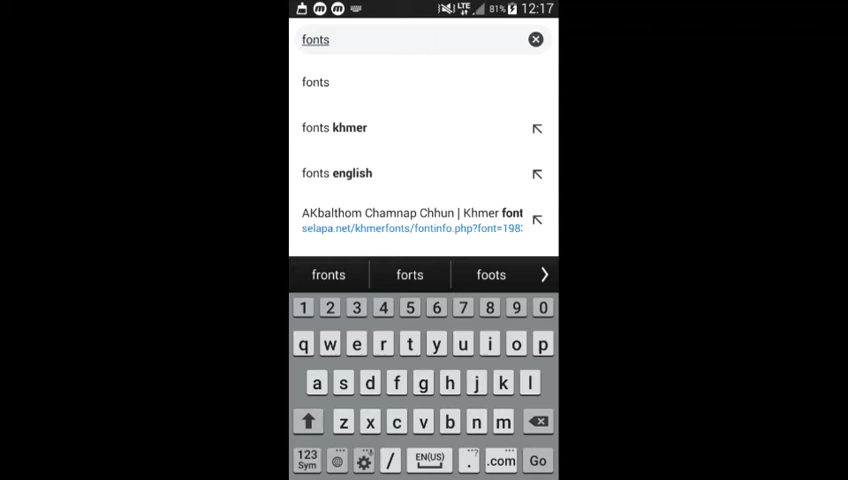 LTE 81% 12:17
fonts
fonts
fonts khmer
fonts english
AKbalthom Chamnap Chhun | Khmer font
selapa.net/khmerfonts/fontinfo.php?font=198
fronts forts foots
1 2 3 4 5 6 7 8 9 0
q w e r t y u i o p
a s d f g h j k l
z x c v b n m
123 Sym / EN(US) . .com Go